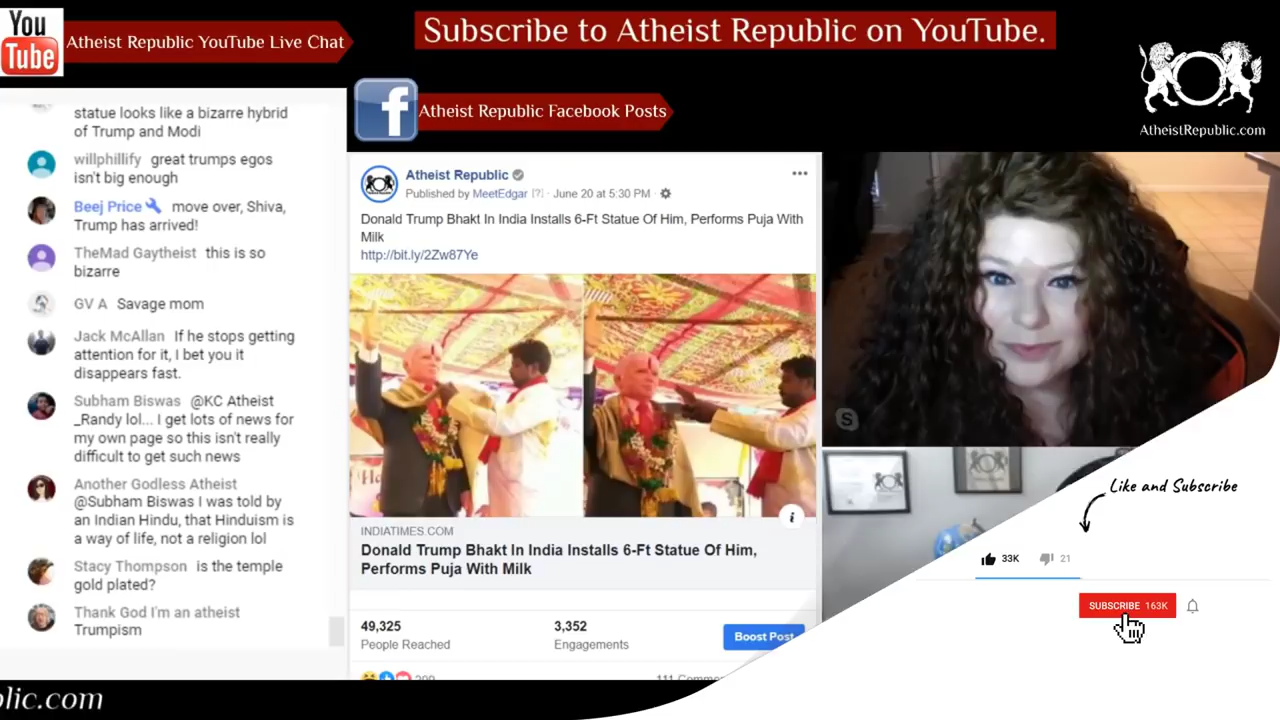 You
Tube
Atheist Republic YouTube Live Chat
Subscribe to Atheist Republic on YouTube.
AtheistRepublic.com
f
Atheist Republic Facebook Posts
statue looks like a bizarre hybrid
of Trump and Modi
willphillify great trumps egos
isn't big enough
Beej Price move over, Shiva,
Trump has arrived!
TheMad Gaytheist this is so
bizarre
GV A Savage mom
Jack McAllan If he stops getting
attention for it, I bet you it
disappears fast.
Subham Biswas @KC Atheist
_Randy lol... I get lots of news for
my own page so this isn't really
difficult to get such news
Another Godless Atheist
@Subham Biswas I was told by
an Indian Hindu, that Hinduism is
a way of life, not a religion lol
Stacy Thompson is the temple
gold plated?
Thank God I'm an atheist
Trumpism
Atheist Republic
Published by MeetEdgar [?] · June 20 at 5:30 PM ·
Donald Trump Bhakt In India Installs 6-Ft Statue Of Him, Performs Puja With
Milk
http://bit.ly/2Zw87Ye
i
INDIATIMES.COM
Donald Trump Bhakt In India Installs 6-Ft Statue Of Him,
Performs Puja With Milk
49,325
People Reached
3,352
Engagements
Boost Post
S
Like and Subscribe
33K
21
SUBSCRIBE 163K
blic.com